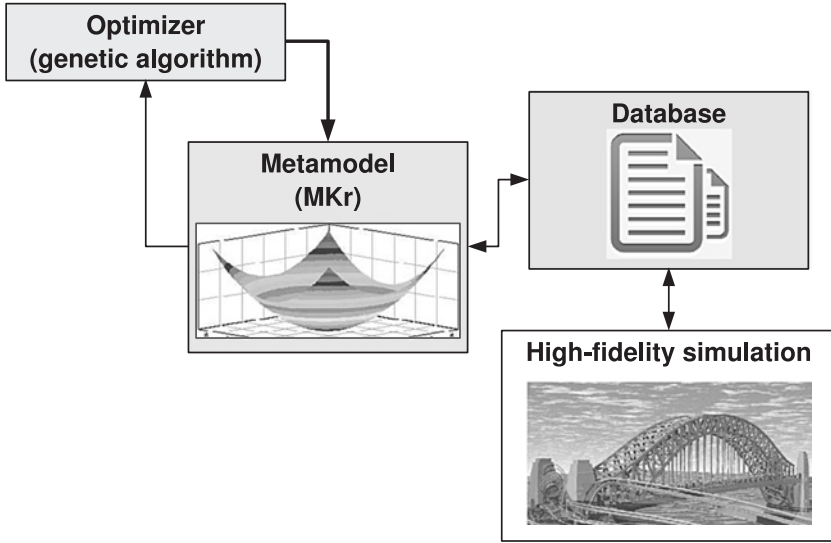 Optimizer
(genetic algorithm)
Metamodel
(MKr)
Database
High-fidelity simulation